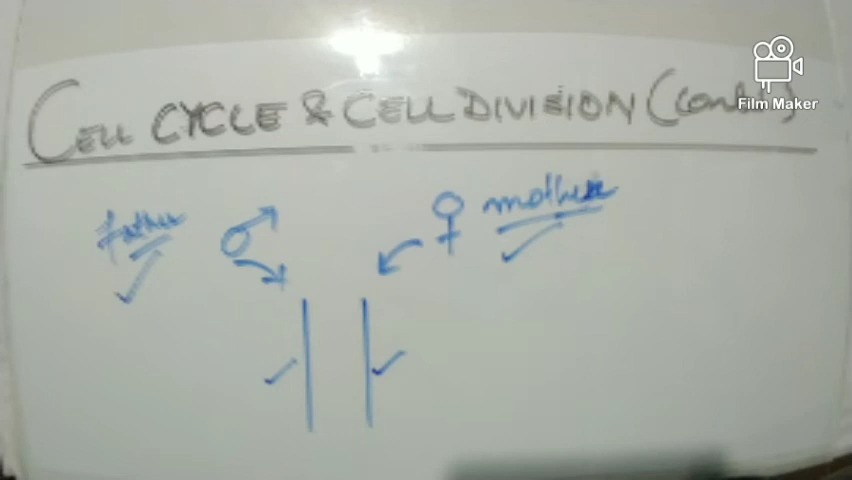 CELL CYCLE & CELL DIVISION (Contd)
Film Maker
father ♂ ♀ mother